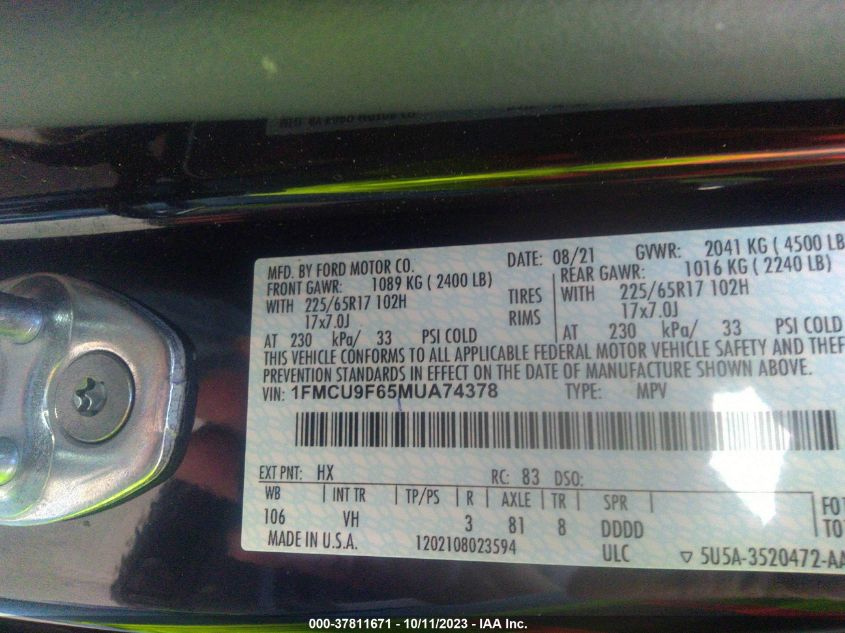 MFD. BY FORD MOTOR CO. DATE: 08/21 GVWR: 2041 KG ( 4500 LB
FRONT GAWR: 1089 KG ( 2400 LB) REAR GAWR: 1016 KG ( 2240 LB)
WITH 225/65R17 102H TIRES WITH 225/65R17 102H
17x7.0J RIMS 17x7.0J
AT 230 kPa/ 33 PSI COLD AT 230 kPa/ 33 PSI COLD
THIS VEHICLE CONFORMS TO ALL APPLICABLE FEDERAL MOTOR VEHICLE SAFETY AND THEF
PREVENTION STANDARDS IN EFFECT ON THE DATE OF MANUFACTURE SHOWN ABOVE.
VIN: 1FMCU9F65MUA74378 TYPE: MPV
EXT PNT: HX RC: 83 DSO:
WB INT TR TP/PS R AXLE TR SPR
106 VH 3 81 8 DDDD
MADE IN U.S.A. 1202108023594 ULC
FO
TO
5U5A-3520472-AA
000-37811671 - 10/11/2023 - IAA Inc.